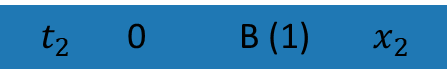 t₂ 0 B (1) x₂